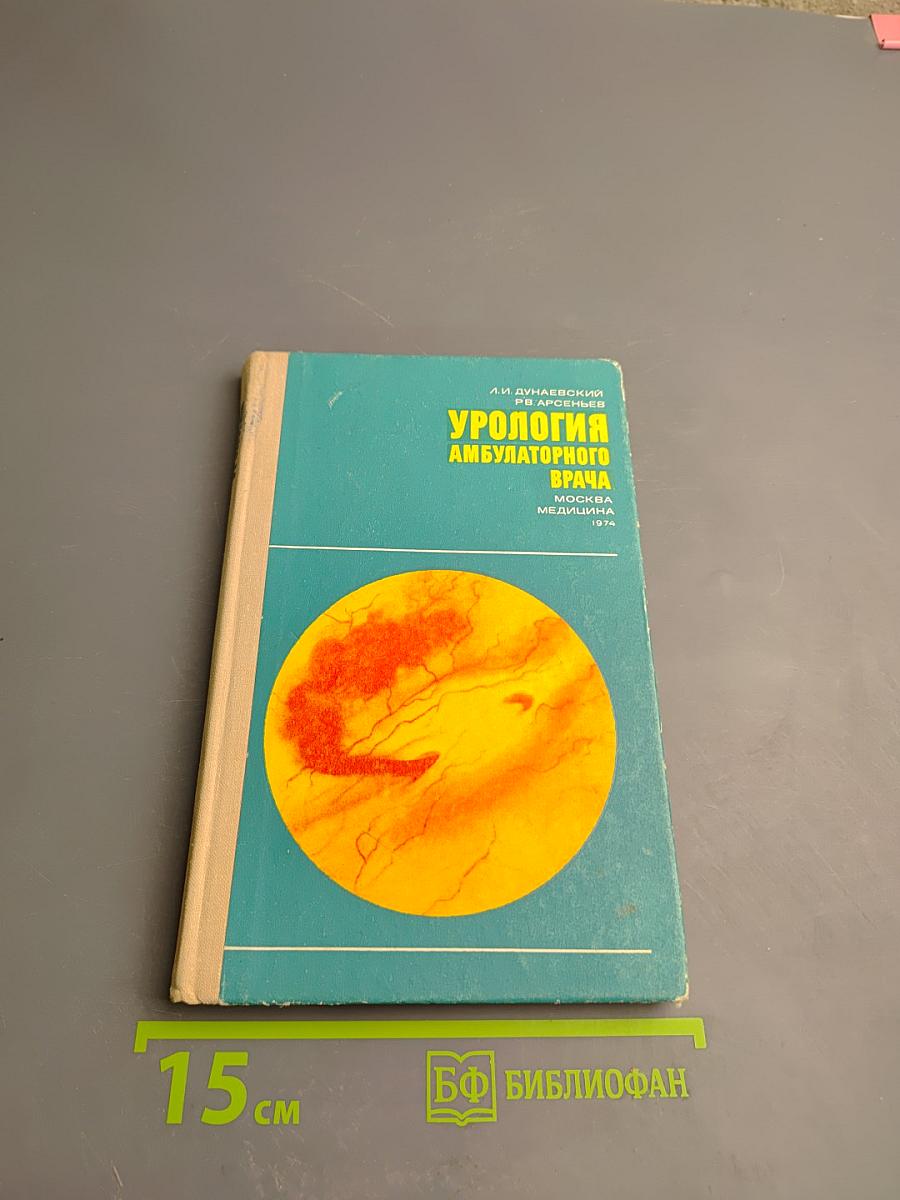 Л.И. ДУНАЕВСКИЙ
Р.В. АРСЕНЬЕВ
УРОЛОГИЯ
АМБУЛАТОРНОГО
ВРАЧА
МОСКВА
МЕДИЦИНА
1974
15 см
БФ БИБЛИОФАН